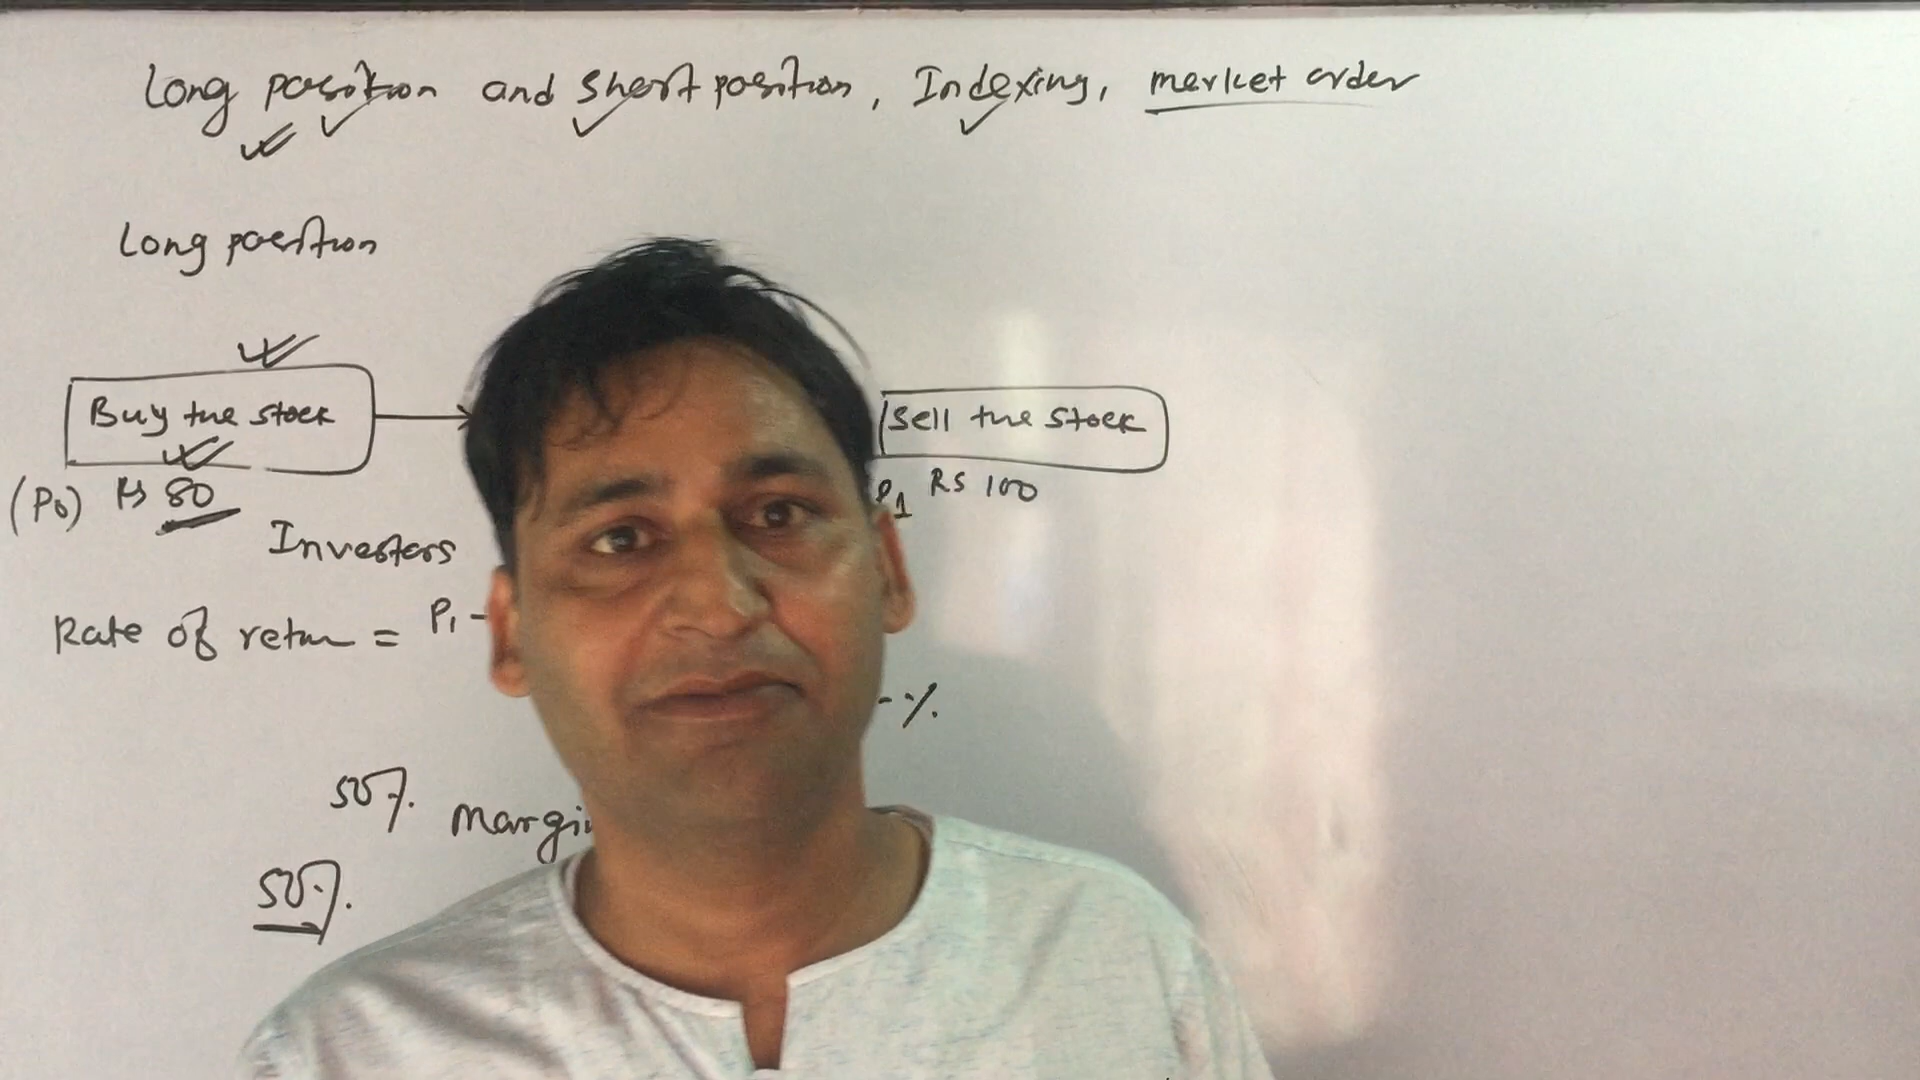 Long position and short position, Indexing, market order
Long position
Buy the stock
Sell the stock
(P0) Rs 80
P1 RS 100
Investors
Rate of return = P1 -
--%
50%
Margin
50%